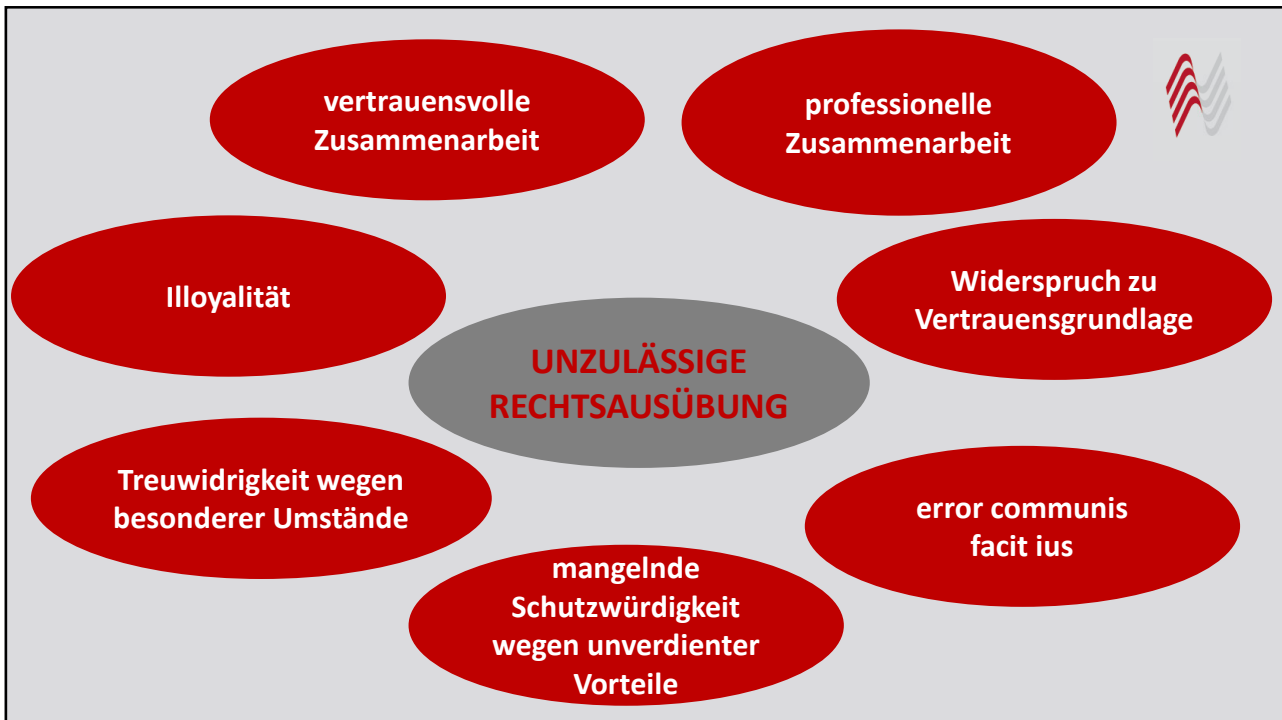 vertrauensvolle
Zusammenarbeit
professionelle
Zusammenarbeit
Illoyalität
Widerspruch zu
Vertrauensgrundlage
UNZULÄSSIGE
RECHTSAUSÜBUNG
Treuwidrigkeit wegen
besonderer Umstände
error communis
facit ius
mangelnde
Schutzwürdigkeit
wegen unverdienter
Vorteile